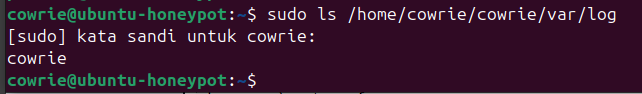 cowrie@ubuntu-honeypot:~$ sudo ls /home/cowrie/cowrie/var/log
[sudo] kata sandi untuk cowrie:
cowrie
cowrie@ubuntu-honeypot:~$